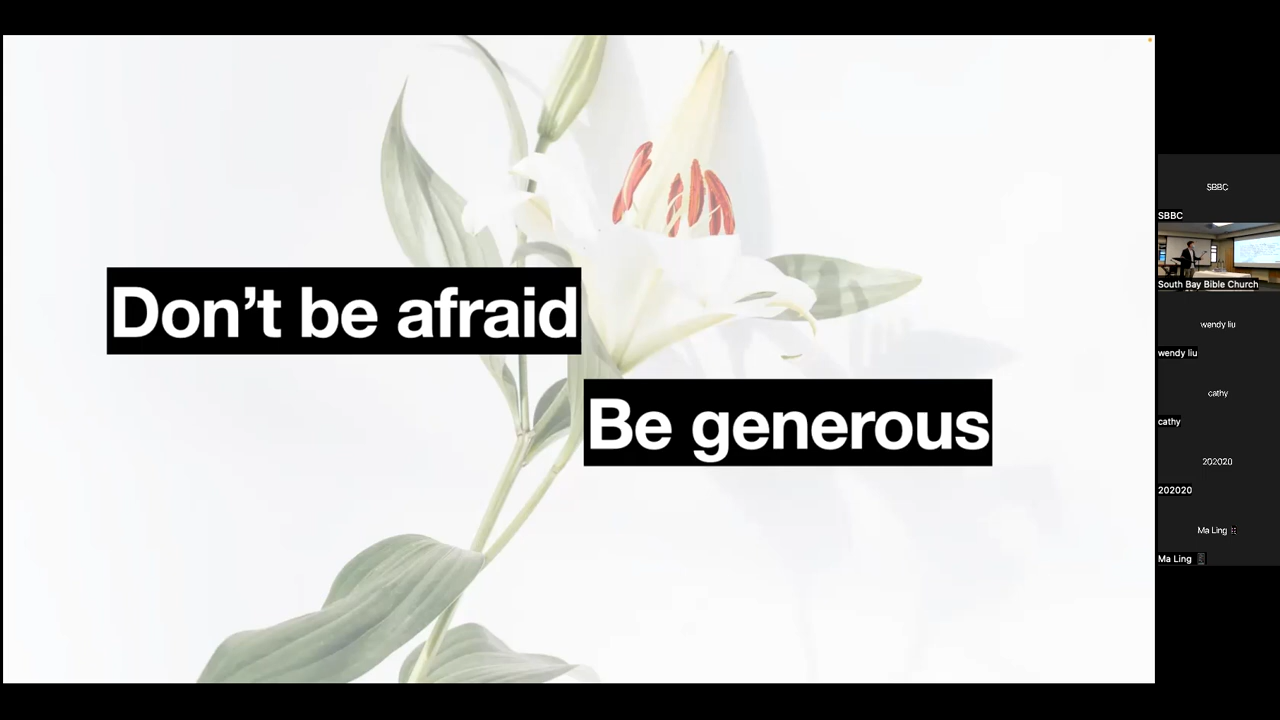 Don't be afraid
Be generous
SBBC
SBBC
South Bay Bible Church
wendy liu
wendy liu
cathy
cathy
202020
202020
Ma Ling
Ma Ling